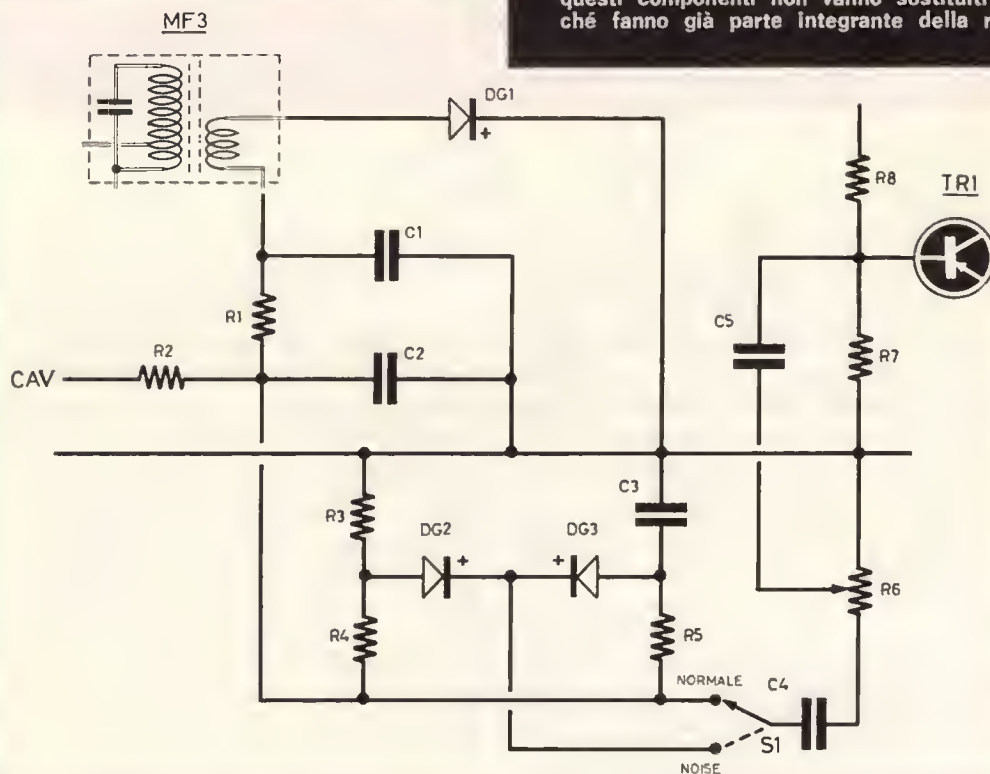 questi componenti non vanno sostituiti
ché fanno già parte integrante della
MF3
DG1
+
R8
TR1
C1
R1
C5
R2
C2
R7
CAV
C3
R3
DG2
DG3
+
+
R6
R4
R5
NORMALE
C4
S1
NOISE